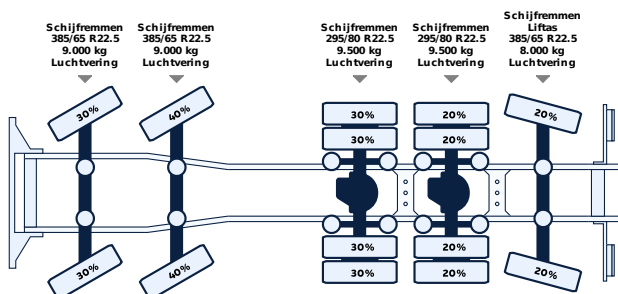 Schijfremmen
385/65 R22.5
9.000 kg
Luchtvering
Schijfremmen
385/65 R22.5
9.000 kg
Luchtvering
Schijfremmen
295/80 R22.5
9.500 kg
Luchtvering
Schijfremmen
295/80 R22.5
9.500 kg
Luchtvering
Schijfremmen
Liftas
385/65 R22.5
8.000 kg
Luchtvering
30%
40%
30%
20%
20%
30%
20%
30%
20%
30%
40%
30%
20%
20%